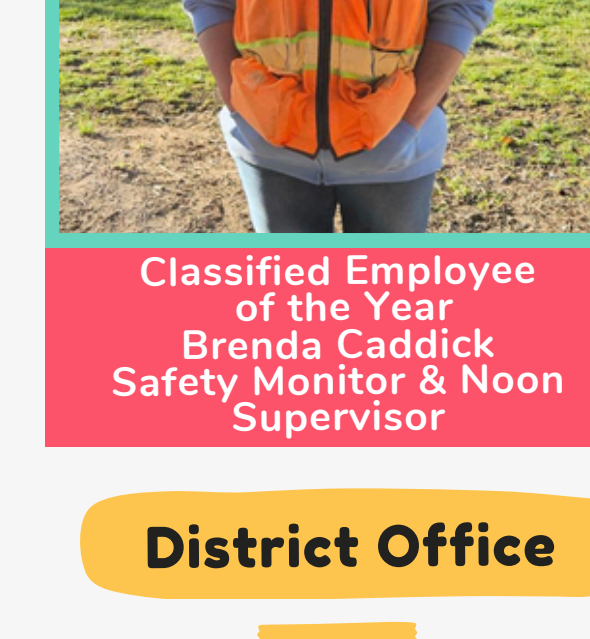 Classified Employee
of the Year
Brenda Caddick
Safety Monitor & Noon
Supervisor
District Office